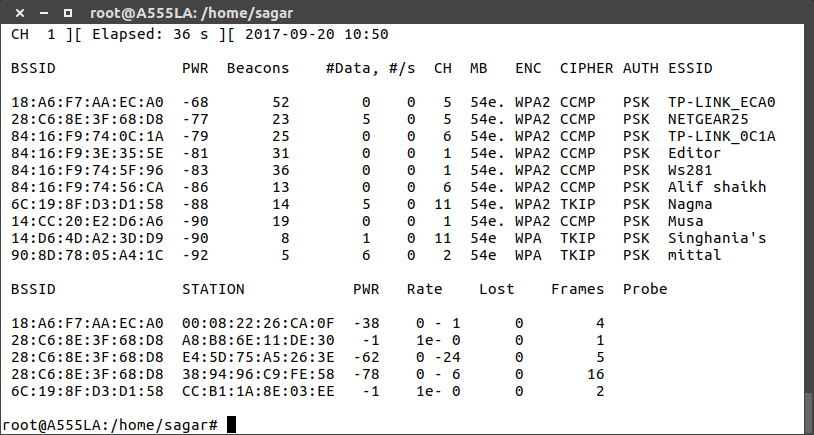 root@A555LA: /home/sagar
CH  1 ][ Elapsed: 36 s ][ 2017-09-20 10:50
BSSID              PWR  Beacons    #Data, #/s  CH  MB   ENC  CIPHER AUTH ESSID
18:A6:F7:AA:EC:A0  -68       52        0    0   5  54e. WPA2 CCMP   PSK  TP-LINK_ECA0
28:C6:8E:3F:68:D8  -77       23        5    0   5  54e. WPA2 CCMP   PSK  NETGEAR25
84:16:F9:74:0C:1A  -79       25        0    0   6  54e. WPA2 CCMP   PSK  TP-LINK_0C1A
84:16:F9:3E:35:5E  -81       31        0    0   1  54e. WPA2 CCMP   PSK  Editor
84:16:F9:74:5F:96  -83       36        0    0   1  54e. WPA2 CCMP   PSK  Ws281
84:16:F9:74:56:CA  -86       13        0    0   6  54e. WPA2 CCMP   PSK  Alif shaikh
6C:19:8F:D3:D1:58  -88       14        5    0  11  54e. WPA2 TKIP   PSK  Nagma
14:CC:20:E2:D6:A6  -90       19        0    0   1  54e. WPA2 CCMP   PSK  Musa
14:D6:4D:A2:3D:D9  -90        8        1    0  11  54e  WPA  TKIP   PSK  Singhania's
90:8D:78:05:A4:1C  -92        5        6    0   2  54e  WPA  TKIP   PSK  mittal
BSSID              STATION            PWR   Rate    Lost    Frames  Probe
18:A6:F7:AA:EC:A0  00:08:22:26:CA:0F  -38    0 - 1      0        4
28:C6:8E:3F:68:D8  A8:B8:6E:11:DE:30   -1    1e- 0      0        1
28:C6:8E:3F:68:D8  E4:5D:75:A5:26:3E  -62    0 -24      0        5
28:C6:8E:3F:68:D8  38:94:96:C9:FE:58  -78    0 - 6      0       16
6C:19:8F:D3:D1:58  CC:B1:1A:8E:03:EE   -1    1e- 0      0        2
root@A555LA:/home/sagar#